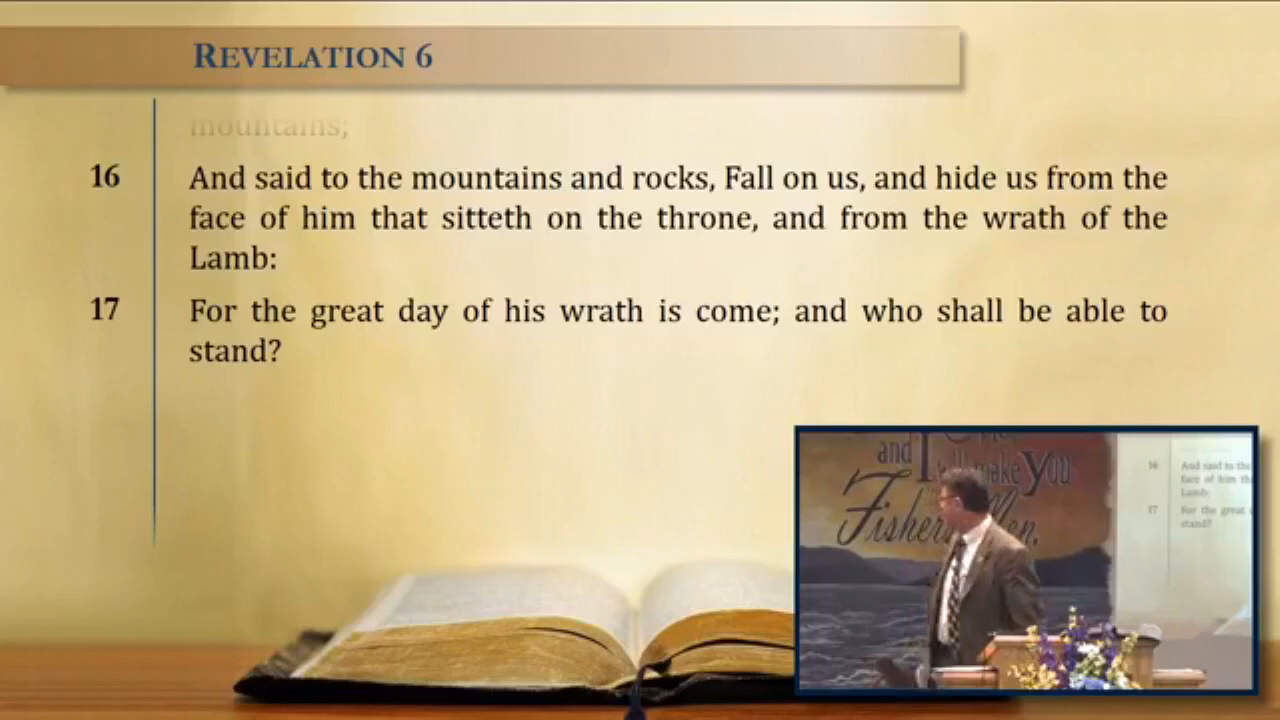 REVELATION 6
mountains;
16 And said to the mountains and rocks, Fall on us, and hide us from the
face of him that sitteth on the throne, and from the wrath of the
Lamb:
17 For the great day of his wrath is come; and who shall be able to
stand?
and I
make you
Fishers Men.
16 And said to the
face of him
Lamb:
17 For the great
stand?